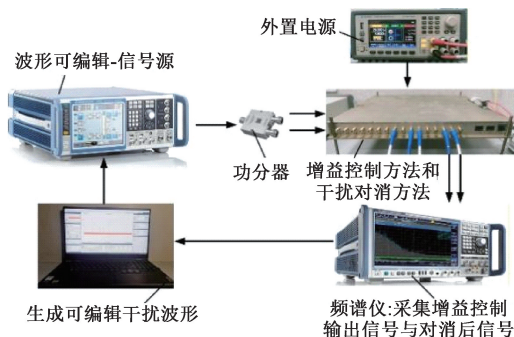 外置电源
波形可编辑-信号源
功分器
增益控制方法和
干扰对消方法
生成可编辑干扰波形
频谱仪:采集增益控制
输出信号与对消后信号